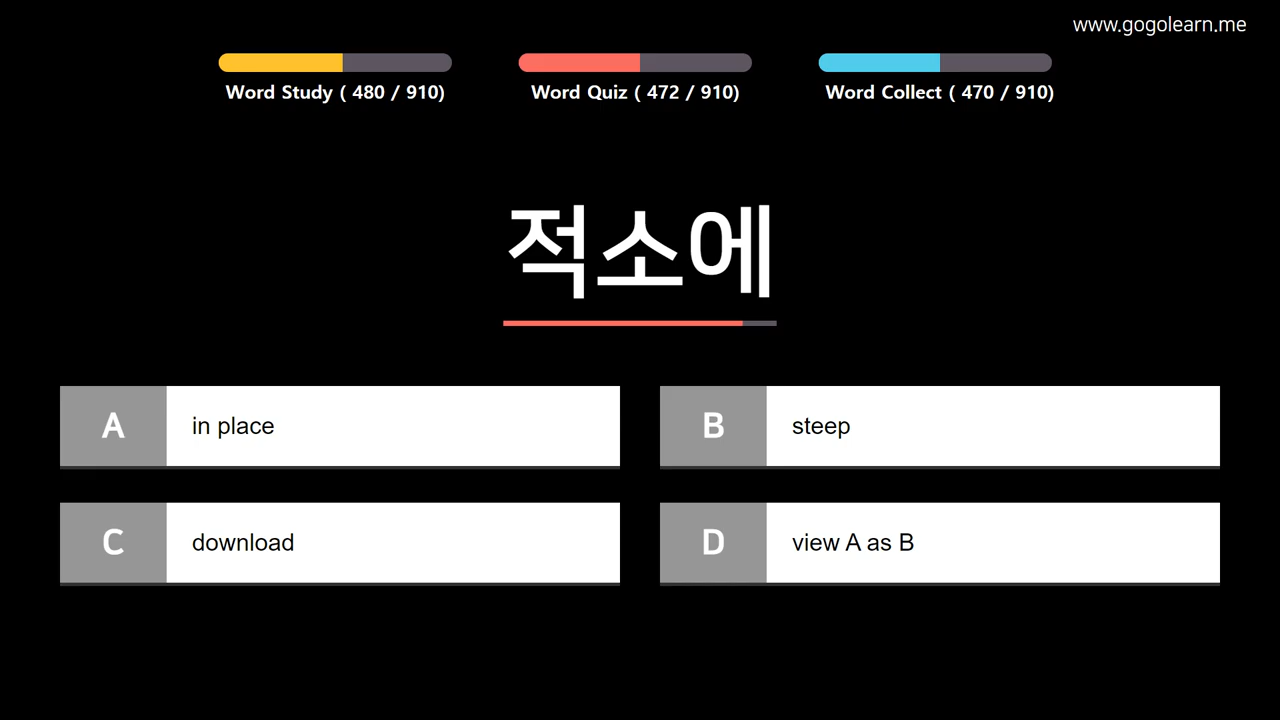 www.gogolearn.me
Word Study ( 480 / 910)
Word Quiz ( 472 / 910)
Word Collect ( 470 / 910)
적소에
A in place
B steep
C download
D view A as B